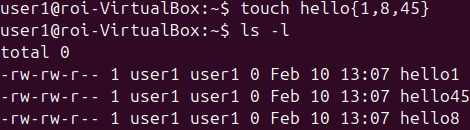 user1@roi-VirtualBox:~$ touch hello{1,8,45}
user1@roi-VirtualBox:~$ ls -l
total 0
-rw-rw-r-- 1 user1 user1 0 Feb 10 13:07 hello1
-rw-rw-r-- 1 user1 user1 0 Feb 10 13:07 hello45
-rw-rw-r-- 1 user1 user1 0 Feb 10 13:07 hello8